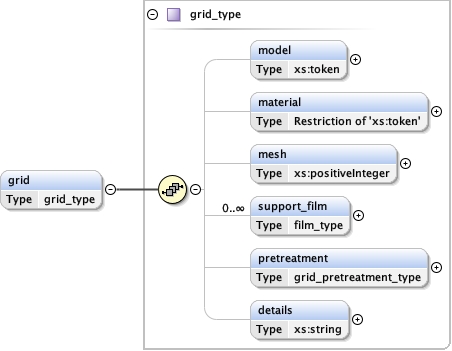 grid_type
model
Type xs:token
material
Type Restriction of 'xs:token'
mesh
Type xs:positiveInteger
grid
Type grid_type
0..∞
support_film
Type film_type
pretreatment
Type grid_pretreatment_type
details
Type xs:string